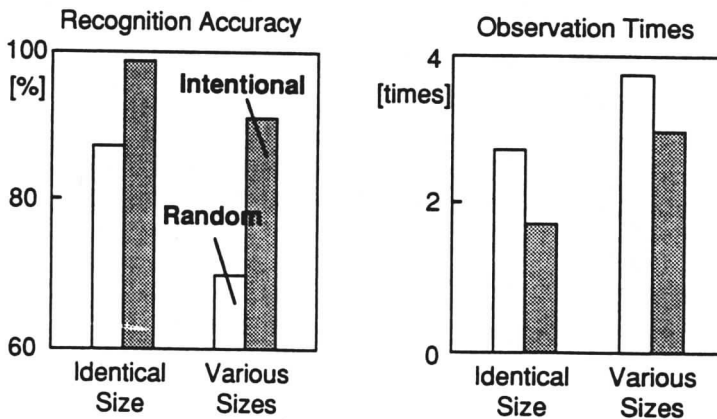 Recognition Accuracy
100
[%]
80
60
Intentional
Random
Identical
Size
Various
Sizes
Observation Times
4
[times]
2
0
Identical
Size
Various
Sizes